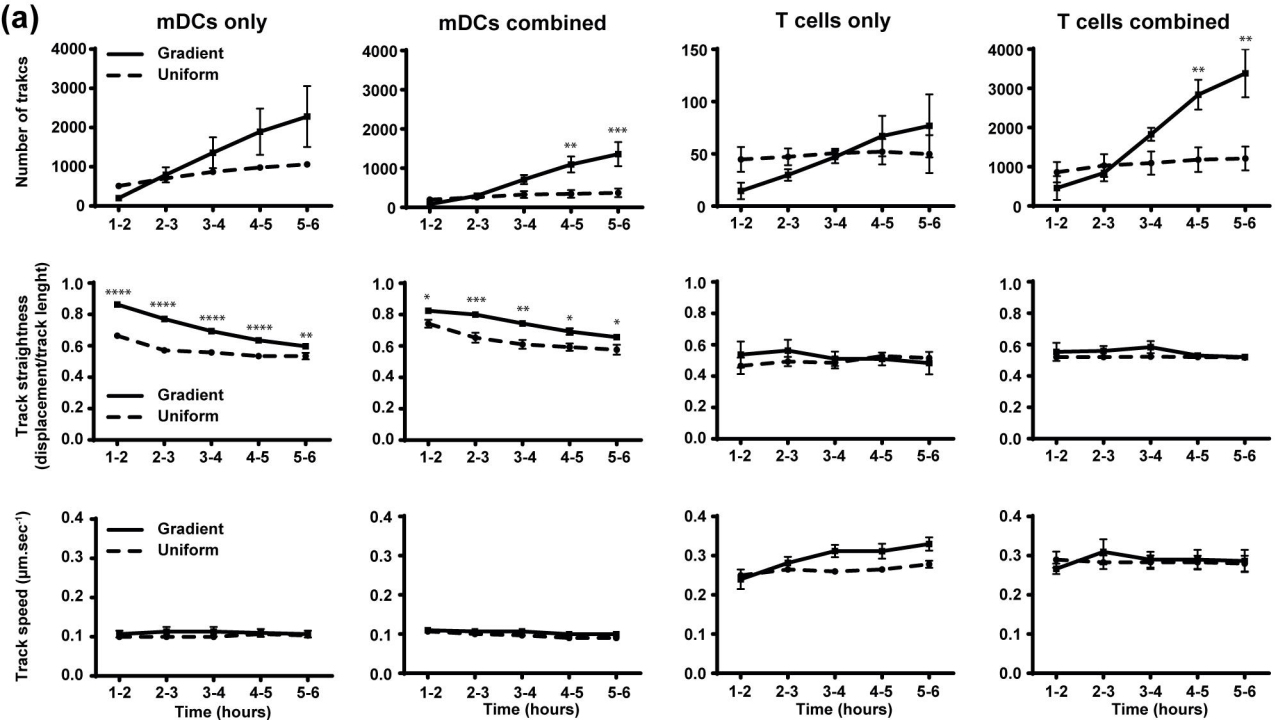 (a)
mDCs only
mDCs combined
T cells only
T cells combined
Number of trakcs
4000
3000
2000
1000
0
Gradient
Uniform
1-2 2-3 3-4 4-5 5-6
4000
3000
2000
1000
0
** ***
1-2 2-3 3-4 4-5 5-6
150
100
50
0
1-2 2-3 3-4 4-5 5-6
4000
3000
2000
1000
0
** **
1-2 2-3 3-4 4-5 5-6
Track straightness
(displacement/track lenght)
1.0
0.8
0.6
0.4
0.2
0.0
**** **** **** **** **
Gradient
Uniform
1-2 2-3 3-4 4-5 5-6
1.0
0.8
0.6
0.4
0.2
0.0
* *** ** * *
1-2 2-3 3-4 4-5 5-6
1.0
0.8
0.6
0.4
0.2
0.0
1-2 2-3 3-4 4-5 5-6
1.0
0.8
0.6
0.4
0.2
0.0
1-2 2-3 3-4 4-5 5-6
Track speed (µm.sec⁻¹)
0.4
0.3
0.2
0.1
0.0
Gradient
Uniform
1-2 2-3 3-4 4-5 5-6
Time (hours)
0.4
0.3
0.2
0.1
0.0
1-2 2-3 3-4 4-5 5-6
Time (hours)
0.4
0.3
0.2
0.1
0.0
1-2 2-3 3-4 4-5 5-6
Time (hours)
0.4
0.3
0.2
0.1
0.0
1-2 2-3 3-4 4-5 5-6
Time (hours)